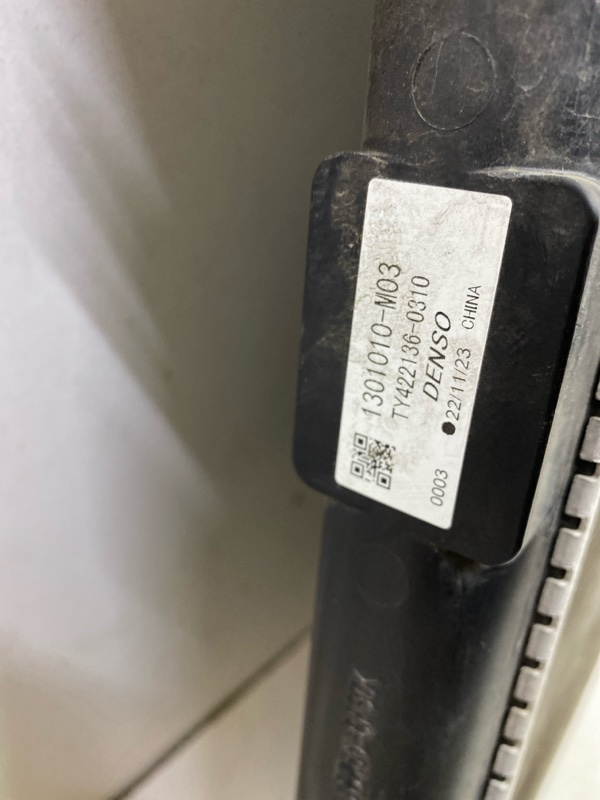 1301010-M03
TY422136-0310
DENSO
0003 ●22/11/23 CHINA